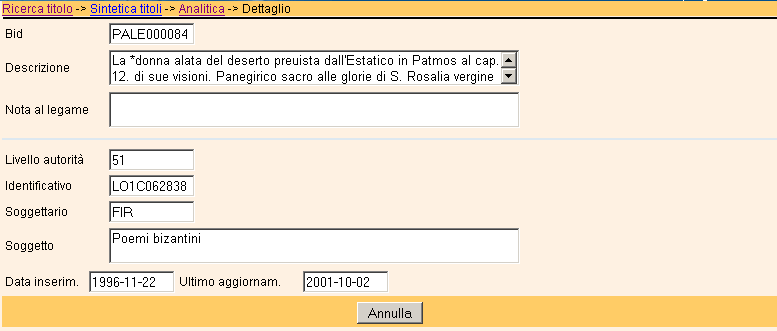 Ricerca titolo -> Sintetica titoli -> Analitica -> Dettaglio
Bid PALE000084
Descrizione La *donna alata del deserto preuista dall'Estatico in Patmos al cap.
12. di sue visioni. Panegirico sacro alle glorie di S. Rosalia vergine
Nota al legame
Livello autorità 51
Identificativo LO1C062838
Soggettario FIR
Soggetto Poemi bizantini
Data inserim. 1996-11-22 Ultimo aggiornam. 2001-10-02
Annulla